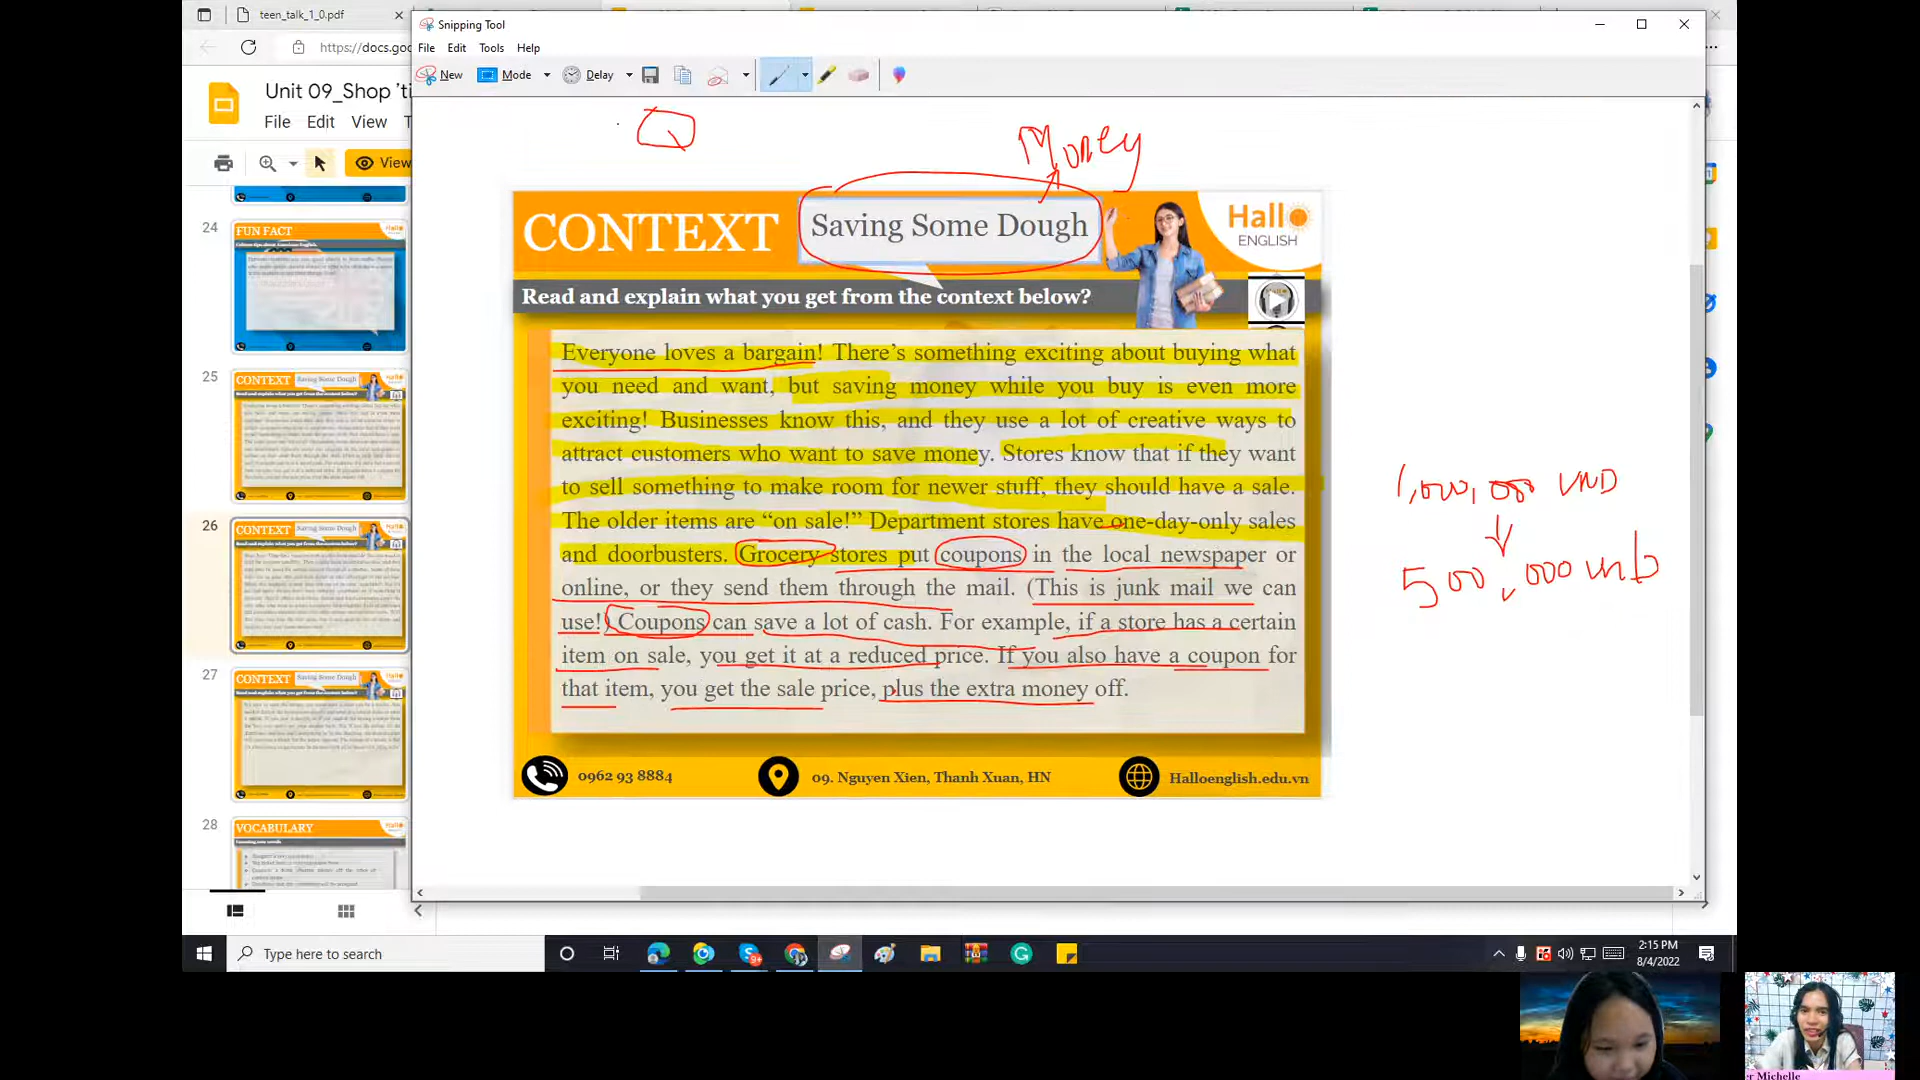 teen_talk_1_0.pdf
Snipping Tool
https://docs.goo
File Edit Tools Help
New Mode Delay
Unit 09_Shop 'ti
File Edit View T
View
Money
24
FUN FACT
CONTEXT
Saving Some Dough
Hallo
ENGLISH
Read and explain what you get from the context below?
Everyone loves a bargain! There's something exciting about buying what
you need and want, but saving money while you buy is even more
exciting! Businesses know this, and they use a lot of creative ways to
attract customers who want to save money. Stores know that if they want
to sell something to make room for newer stuff, they should have a sale.
The older items are “on sale!” Department stores have one-day-only sales
and doorbusters. Grocery stores put coupons in the local newspaper or
online, or they send them through the mail. (This is junk mail we can
use!) Coupons can save a lot of cash. For example, if a store has a certain
item on sale, you get it at a reduced price. If you also have a coupon for
that item, you get the sale price, plus the extra money off.
0962 93 8884
09. Nguyen Xien, Thanh Xuan, HN
Halloenglish.edu.vn
1,000,000 VND
500,000 VND
25
CONTEXT Saving Some Dough
26
CONTEXT Saving Some Dough
27
CONTEXT Saving Some Dough
28
VOCABULARY
Type here to search
2:15 PM
8/4/2022
er Michelle